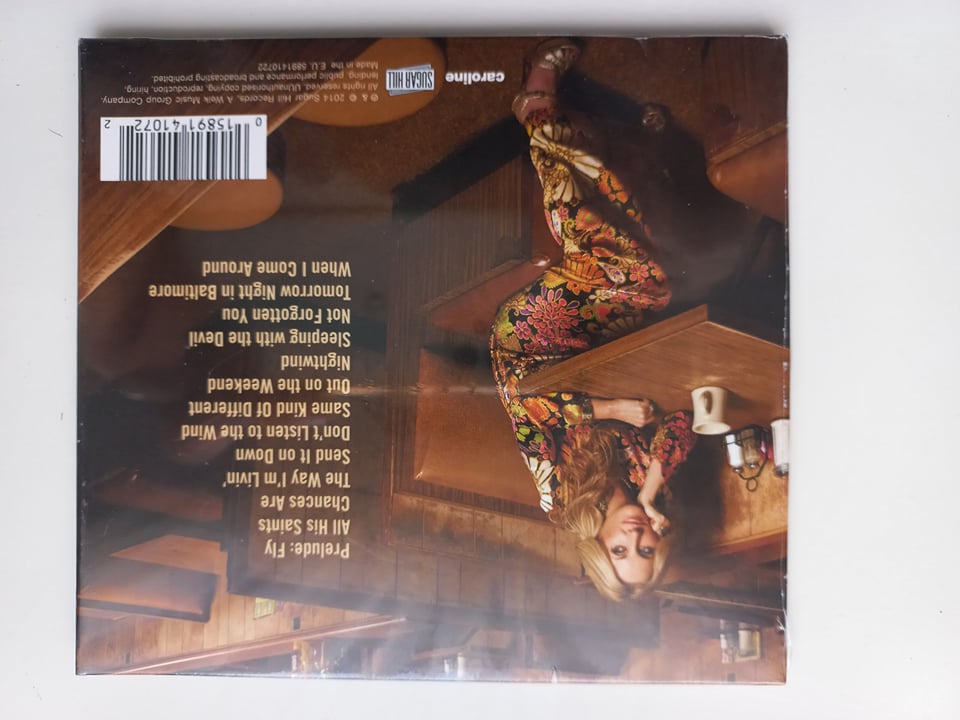 Prelude: Fly
All His Saints
Chances Are
The Way I'm Livin'
Send It on Down
Don't Listen to the Wind
Same Kind Of Different
Out on the Weekend
Nightwind
Sleeping with the Devil
Not Forgotten You
Tomorrow Night in Baltimore
When I Come Around
0 15891 41072 2
caroline
SUGAR HILL
℗ & © 2014 Sugar Hill Records. A Welk Music Group Company.
All rights reserved. Unauthorised copying, reproduction, hiring,
lending, public performance and broadcasting prohibited.
Made in the E.U. 5891410722